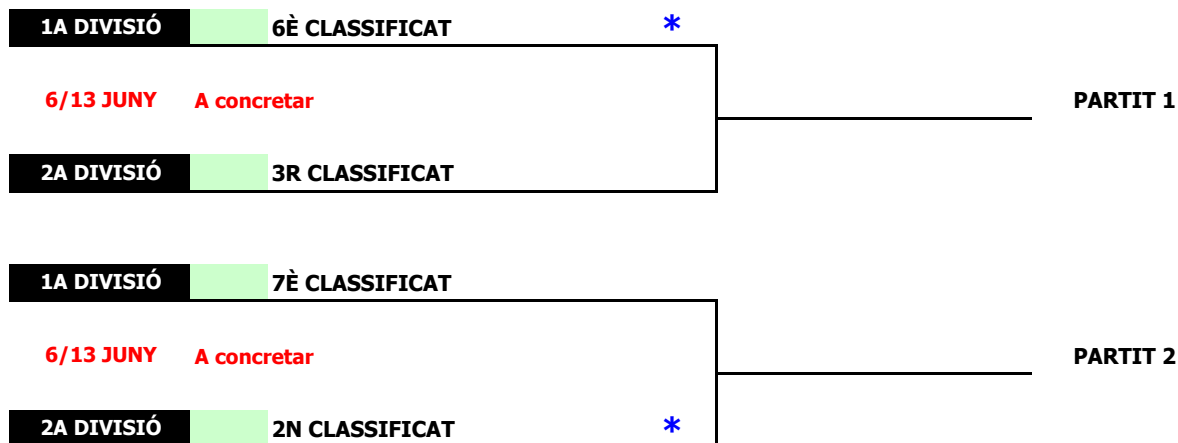 1A DIVISIÓ 6È CLASSIFICAT *
6/13 JUNY A concretar PARTIT 1
2A DIVISIÓ 3R CLASSIFICAT
1A DIVISIÓ 7È CLASSIFICAT
6/13 JUNY A concretar PARTIT 2
2A DIVISIÓ 2N CLASSIFICAT *